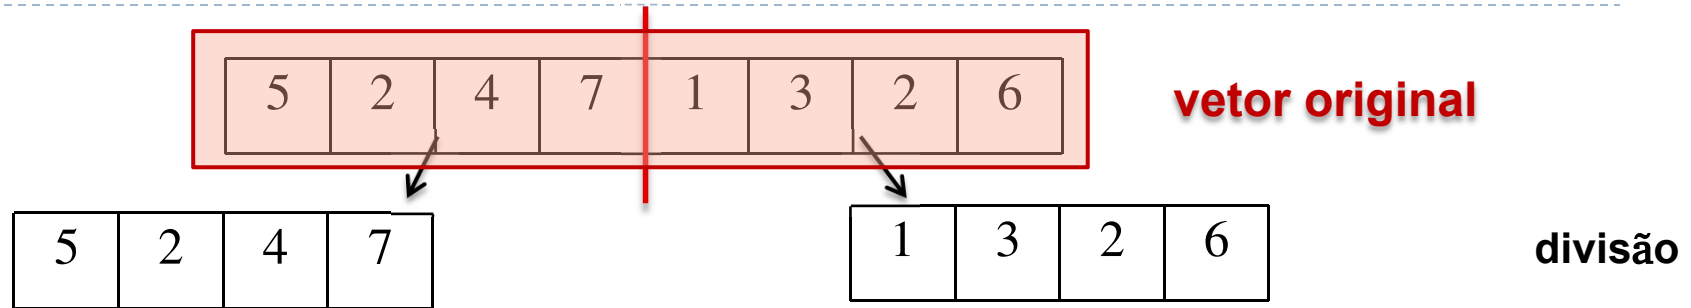 5 2 4 7 1 3 2 6 vetor original
5 2 4 7 1 3 2 6 divisão